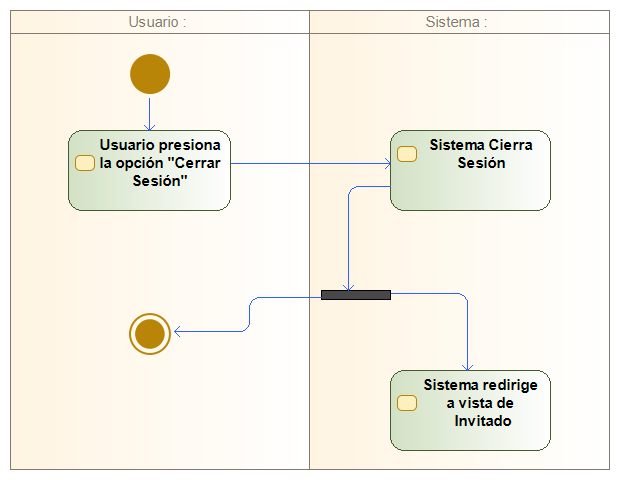 Usuario :
Sistema :
Usuario presiona
la opción "Cerrar
Sesión"
Sistema Cierra
Sesión
Sistema redirige
a vista de
Invitado